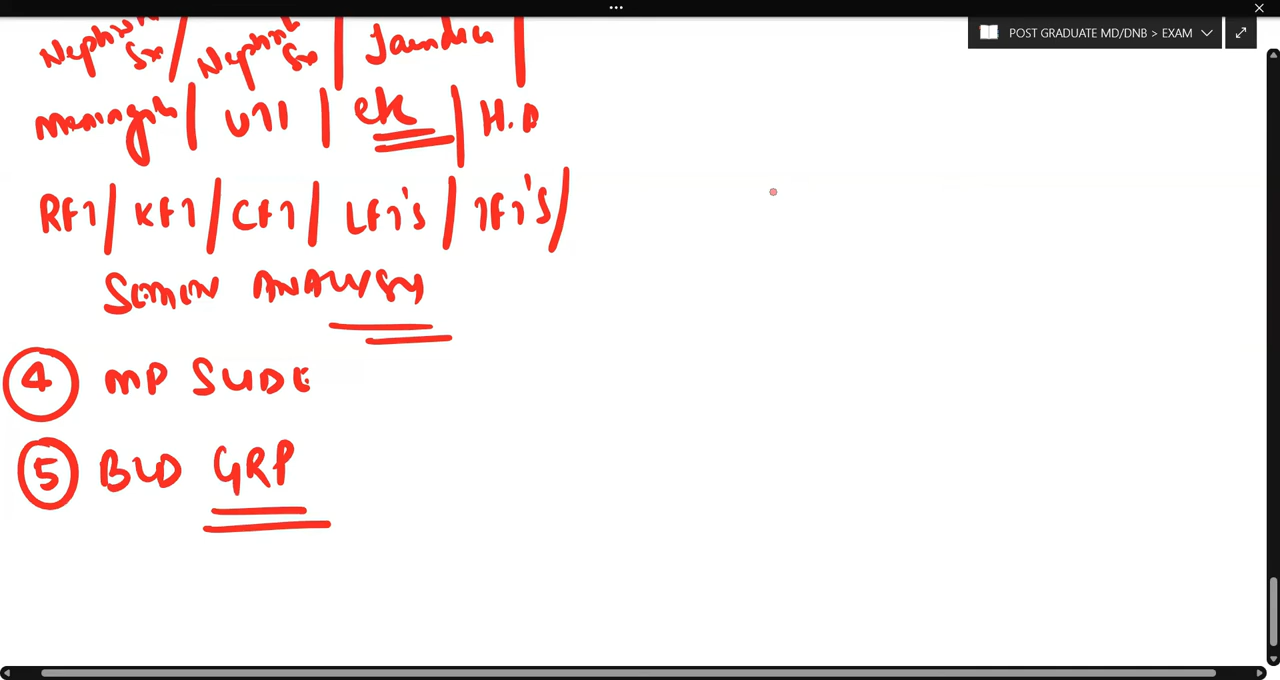 POST GRADUATE MD/DNB > EXAM
Nephrotic Sx / Nephritic Sx | Jaundice |
Meningitis | UTI | etc | H.A
RFT / KFT / CFT | LFT's | TFT's /
SEMEN ANALYSIS
4 MP SLIDE
5 BLD GRP